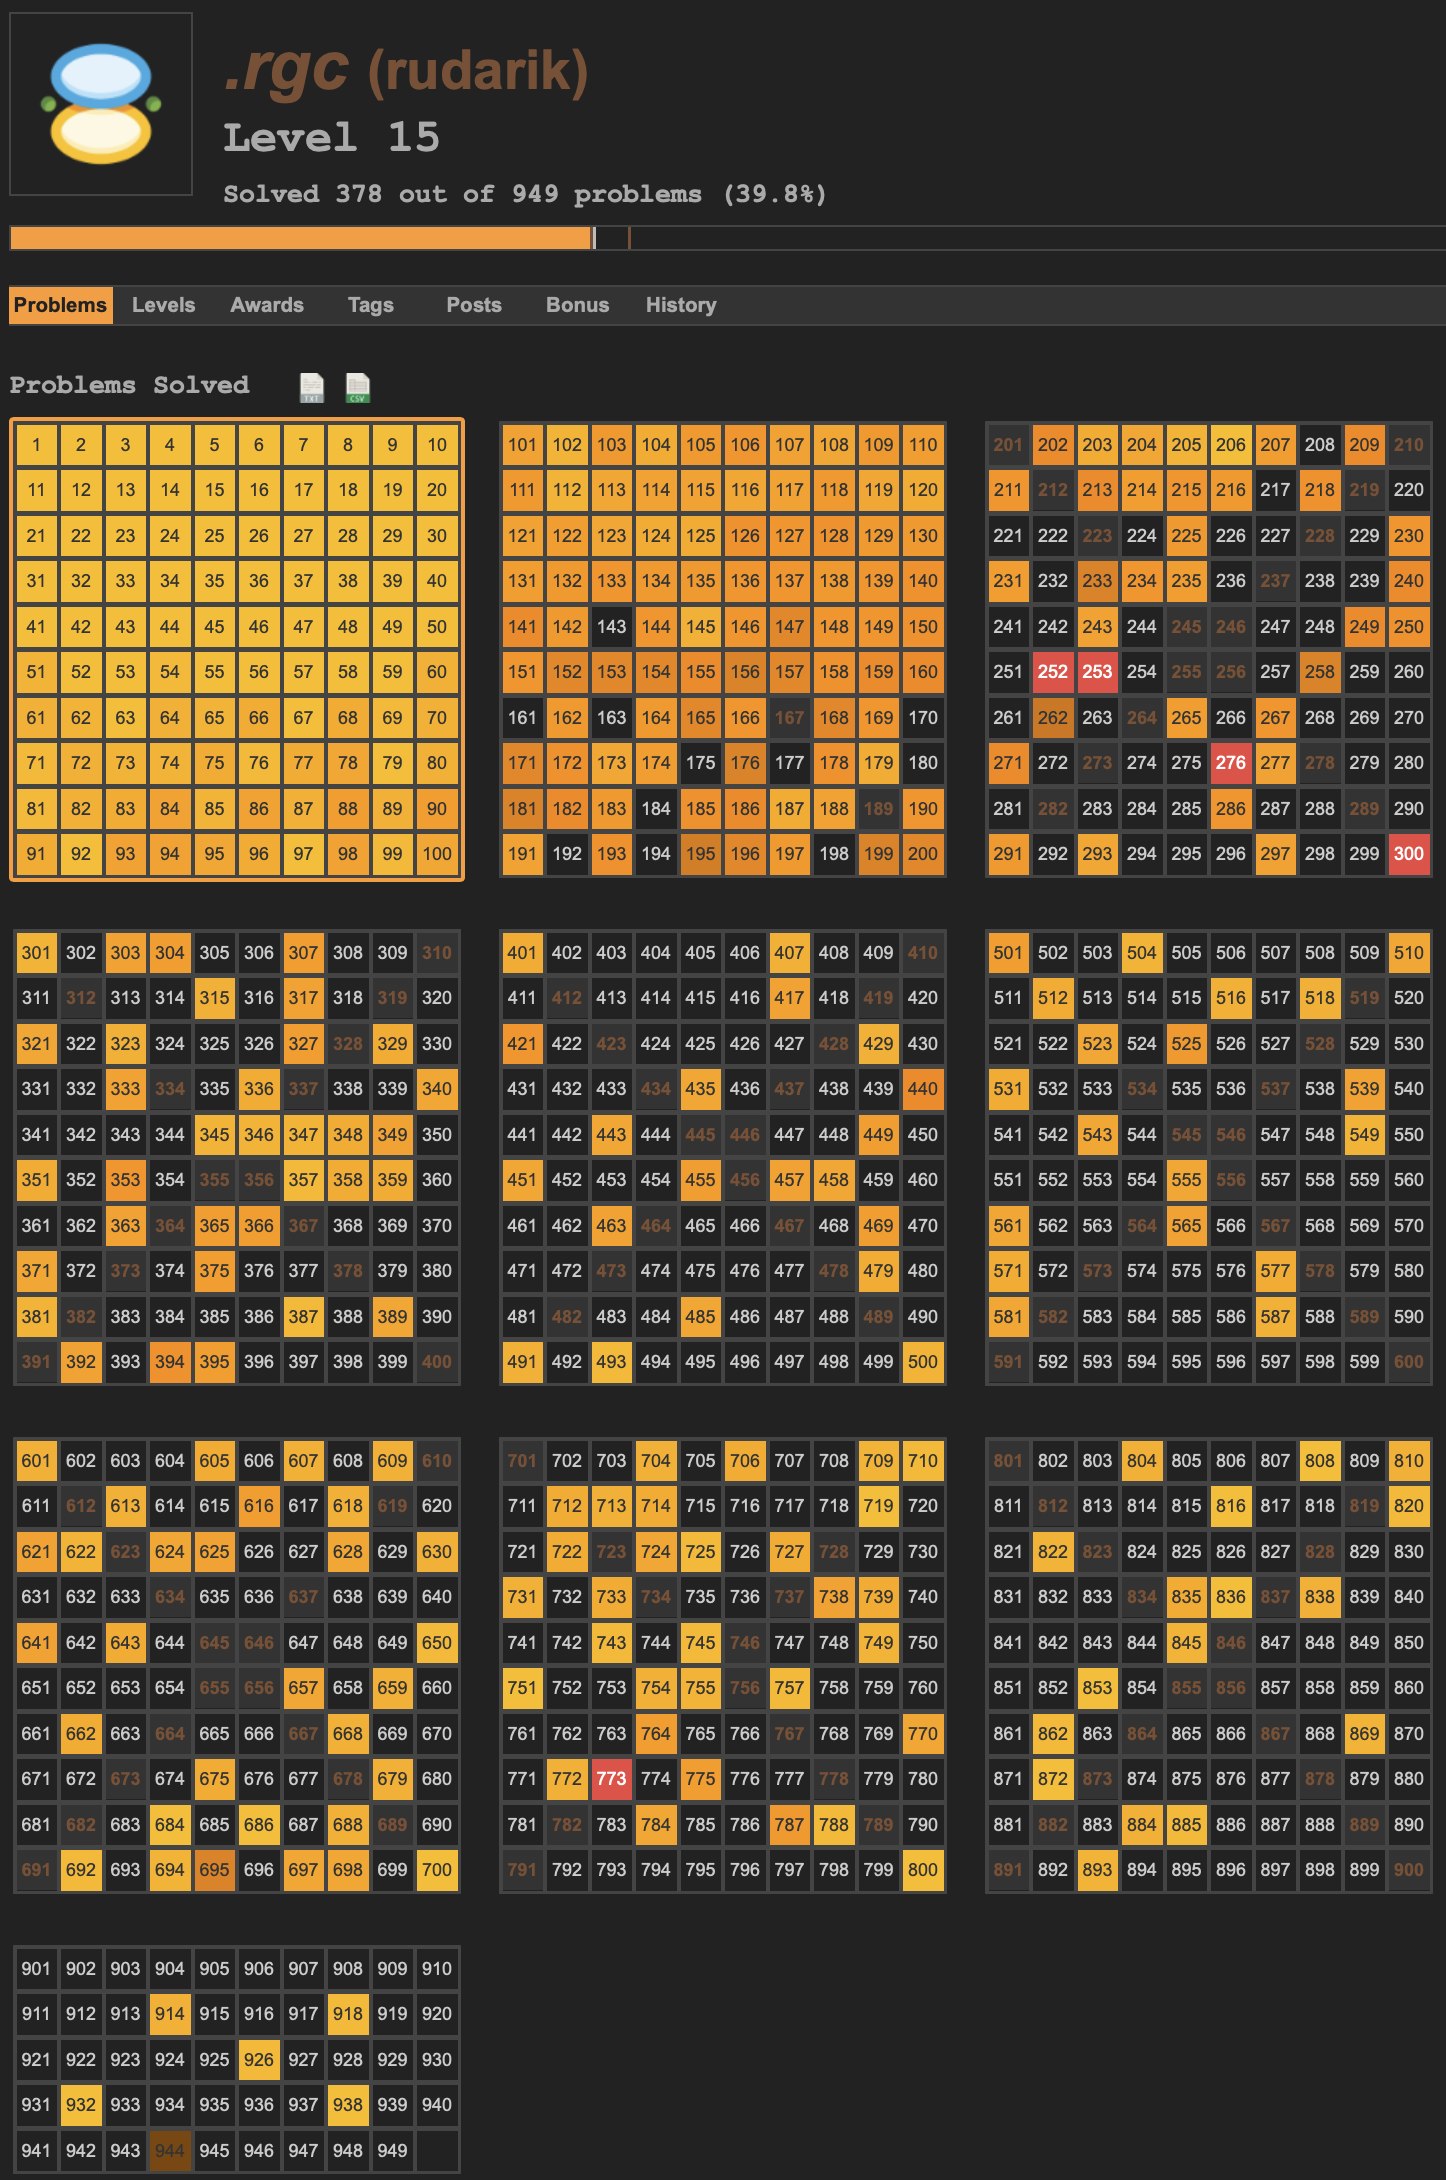 .rgc (rudarik)
Level 15
Solved 378 out of 949 problems (39.8%)
Problems Levels Awards Tags Posts Bonus History
Problems Solved TXT CSV
1 2 3 4 5 6 7 8 9 10
11 12 13 14 15 16 17 18 19 20
21 22 23 24 25 26 27 28 29 30
31 32 33 34 35 36 37 38 39 40
41 42 43 44 45 46 47 48 49 50
51 52 53 54 55 56 57 58 59 60
61 62 63 64 65 66 67 68 69 70
71 72 73 74 75 76 77 78 79 80
81 82 83 84 85 86 87 88 89 90
91 92 93 94 95 96 97 98 99 100
101 102 103 104 105 106 107 108 109 110
111 112 113 114 115 116 117 118 119 120
121 122 123 124 125 126 127 128 129 130
131 132 133 134 135 136 137 138 139 140
141 142 143 144 145 146 147 148 149 150
151 152 153 154 155 156 157 158 159 160
161 162 163 164 165 166 167 168 169 170
171 172 173 174 175 176 177 178 179 180
181 182 183 184 185 186 187 188 189 190
191 192 193 194 195 196 197 198 199 200
201 202 203 204 205 206 207 208 209 210
211 212 213 214 215 216 217 218 219 220
221 222 223 224 225 226 227 228 229 230
231 232 233 234 235 236 237 238 239 240
241 242 243 244 245 246 247 248 249 250
251 252 253 254 255 256 257 258 259 260
261 262 263 264 265 266 267 268 269 270
271 272 273 274 275 276 277 278 279 280
281 282 283 284 285 286 287 288 289 290
291 292 293 294 295 296 297 298 299 300
301 302 303 304 305 306 307 308 309 310
311 312 313 314 315 316 317 318 319 320
321 322 323 324 325 326 327 328 329 330
331 332 333 334 335 336 337 338 339 340
341 342 343 344 345 346 347 348 349 350
351 352 353 354 355 356 357 358 359 360
361 362 363 364 365 366 367 368 369 370
371 372 373 374 375 376 377 378 379 380
381 382 383 384 385 386 387 388 389 390
391 392 393 394 395 396 397 398 399 400
401 402 403 404 405 406 407 408 409 410
411 412 413 414 415 416 417 418 419 420
421 422 423 424 425 426 427 428 429 430
431 432 433 434 435 436 437 438 439 440
441 442 443 444 445 446 447 448 449 450
451 452 453 454 455 456 457 458 459 460
461 462 463 464 465 466 467 468 469 470
471 472 473 474 475 476 477 478 479 480
481 482 483 484 485 486 487 488 489 490
491 492 493 494 495 496 497 498 499 500
501 502 503 504 505 506 507 508 509 510
511 512 513 514 515 516 517 518 519 520
521 522 523 524 525 526 527 528 529 530
531 532 533 534 535 536 537 538 539 540
541 542 543 544 545 546 547 548 549 550
551 552 553 554 555 556 557 558 559 560
561 562 563 564 565 566 567 568 569 570
571 572 573 574 575 576 577 578 579 580
581 582 583 584 585 586 587 588 589 590
591 592 593 594 595 596 597 598 599 600
601 602 603 604 605 606 607 608 609 610
611 612 613 614 615 616 617 618 619 620
621 622 623 624 625 626 627 628 629 630
631 632 633 634 635 636 637 638 639 640
641 642 643 644 645 646 647 648 649 650
651 652 653 654 655 656 657 658 659 660
661 662 663 664 665 666 667 668 669 670
671 672 673 674 675 676 677 678 679 680
681 682 683 684 685 686 687 688 689 690
691 692 693 694 695 696 697 698 699 700
701 702 703 704 705 706 707 708 709 710
711 712 713 714 715 716 717 718 719 720
721 722 723 724 725 726 727 728 729 730
731 732 733 734 735 736 737 738 739 740
741 742 743 744 745 746 747 748 749 750
751 752 753 754 755 756 757 758 759 760
761 762 763 764 765 766 767 768 769 770
771 772 773 774 775 776 777 778 779 780
781 782 783 784 785 786 787 788 789 790
791 792 793 794 795 796 797 798 799 800
801 802 803 804 805 806 807 808 809 810
811 812 813 814 815 816 817 818 819 820
821 822 823 824 825 826 827 828 829 830
831 832 833 834 835 836 837 838 839 840
841 842 843 844 845 846 847 848 849 850
851 852 853 854 855 856 857 858 859 860
861 862 863 864 865 866 867 868 869 870
871 872 873 874 875 876 877 878 879 880
881 882 883 884 885 886 887 888 889 890
891 892 893 894 895 896 897 898 899 900
901 902 903 904 905 906 907 908 909 910
911 912 913 914 915 916 917 918 919 920
921 922 923 924 925 926 927 928 929 930
931 932 933 934 935 936 937 938 939 940
941 942 943 944 945 946 947 948 949